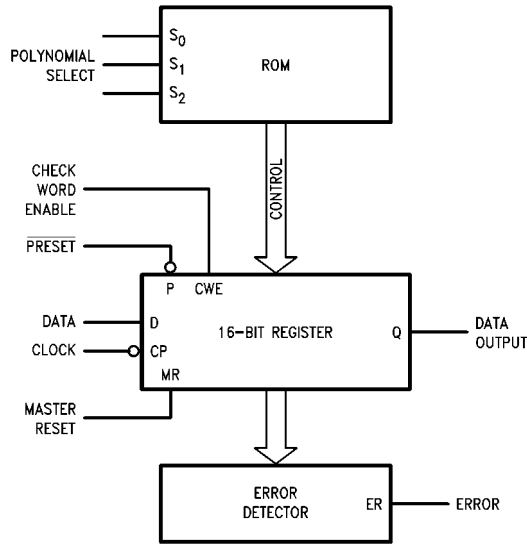 POLYNOMIAL
SELECT
S0
S1
S2
ROM
CONTROL
CHECK
WORD
ENABLE
PRESET
P
CWE
DATA
D
16-BIT REGISTER
Q
DATA
OUTPUT
CLOCK
CP
MR
MASTER
RESET
ERROR
DETECTOR
ER
ERROR